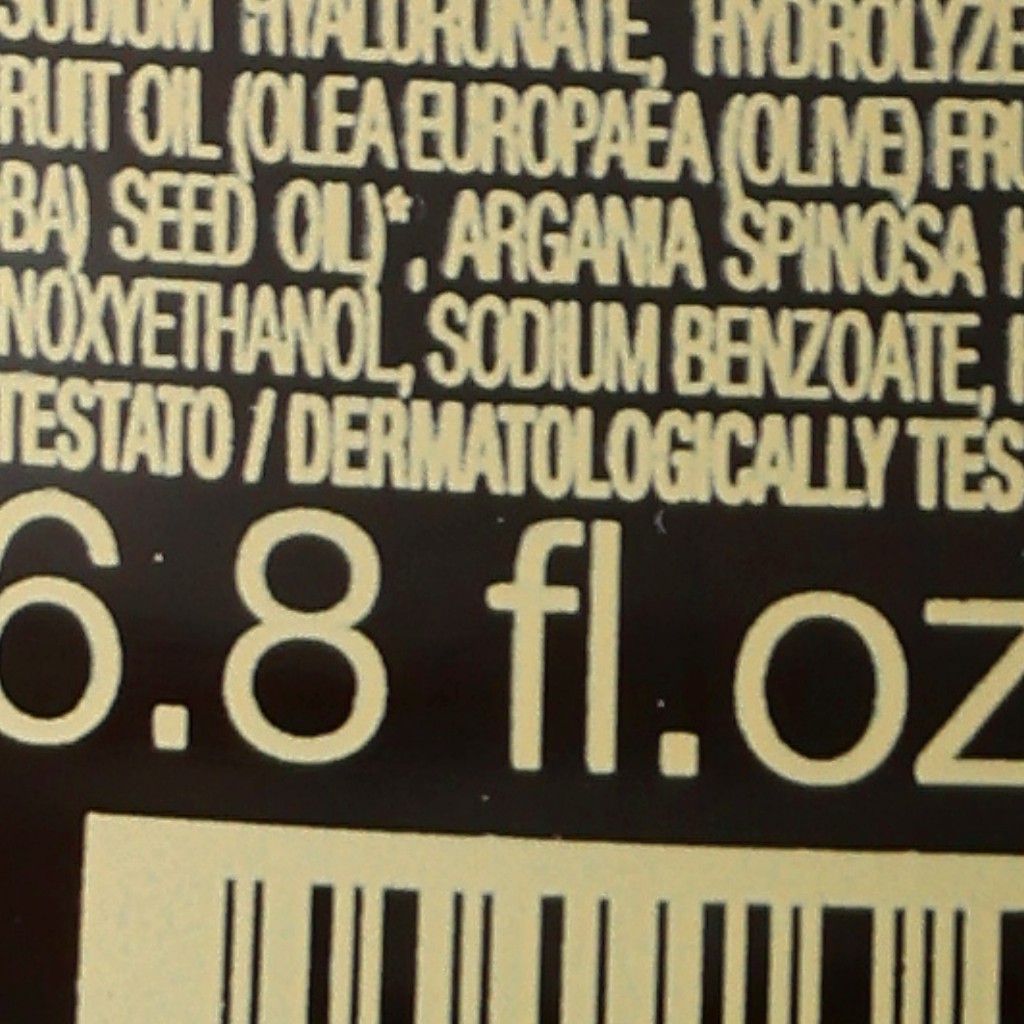 SODIUM HYALURONATE, HYDROLYZE
FRUIT OIL (OLEA EUROPAEA (OLIVE) FRU
BA) SEED OIL)*, ARGANIA SPINOSA K
NOXYETHANOL, SODIUM BENZOATE,
TESTATO / DERMATOLOGICALLY TES
6.8 fl.oz